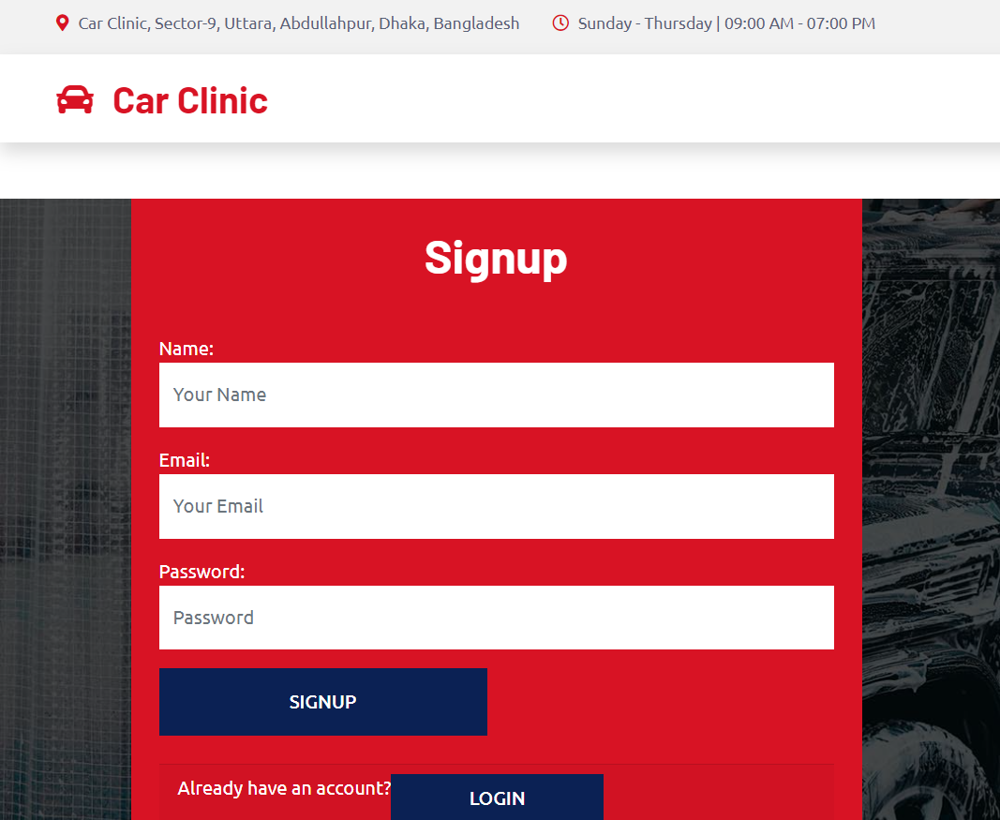 Car Clinic, Sector-9, Uttara, Abdullahpur, Dhaka, Bangladesh Sunday - Thursday | 09:00 AM - 07:00 PM
Car Clinic
Signup
Name:
Your Name
Email:
Your Email
Password:
Password
SIGNUP
Already have an account? LOGIN